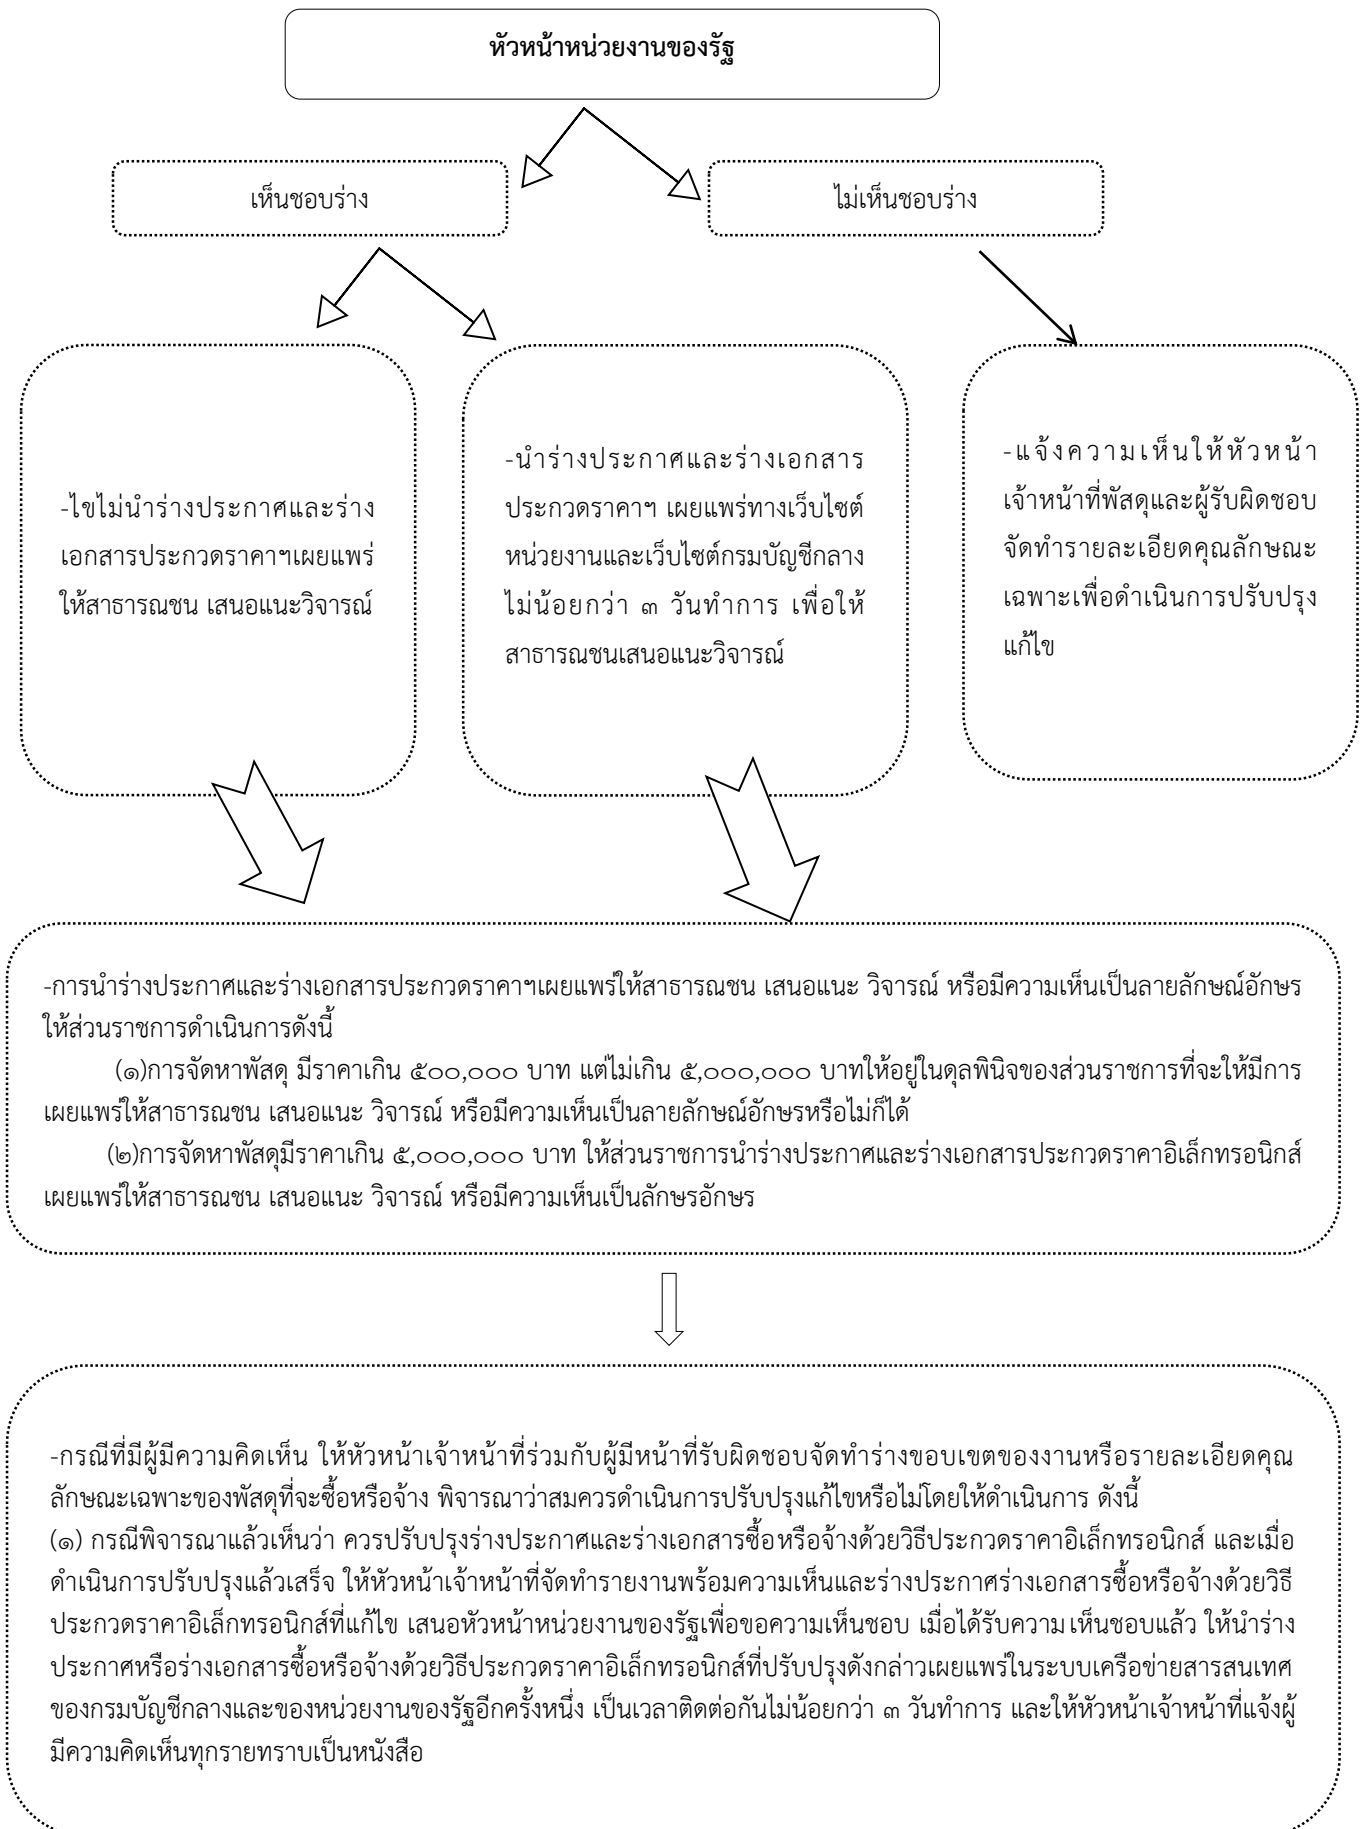 หัวหน้าหน่วยงานของรัฐ
เห็นชอบร่าง
ไม่เห็นชอบร่าง
-ไขไม่นำร่างประกาศและร่าง
เอกสารประกวดราคาฯเผยแพร่
ให้สาธารณชน เสนอแนะวิจารณ์
-นำร่างประกาศและร่างเอกสาร
ประกวดราคาฯ เผยแพร่ทางเว็บไซต์
หน่วยงานและเว็บไซต์กรมบัญชีกลาง
ไม่น้อยกว่า ๓ วันทำการ เพื่อให้
สาธารณชนเสนอแนะวิจารณ์
-แจ้งความเห็นให้หัวหน้า
เจ้าหน้าที่พัสดุและผู้รับผิดชอบ
จัดทำรายละเอียดคุณลักษณะ
เฉพาะเพื่อดำเนินการปรับปรุง
แก้ไข
-การนำร่างประกาศและร่างเอกสารประกวดราคาฯเผยแพร่ให้สาธารณชน เสนอแนะ วิจารณ์ หรือมีความเห็นเป็นลายลักษณ์อักษร
ให้ส่วนราชการดำเนินการดังนี้
(๑)การจัดหาพัสดุ มีราคาเกิน ๕๐๐,๐๐๐ บาท แต่ไม่เกิน ๕,๐๐๐,๐๐๐ บาทให้อยู่ในดุลพินิจของส่วนราชการที่จะให้มีการ
เผยแพร่ให้สาธารณชน เสนอแนะ วิจารณ์ หรือมีความเห็นเป็นลายลักษณ์อักษรหรือไม่ก็ได้
(๒)การจัดหาพัสดุมีราคาเกิน ๕,๐๐๐,๐๐๐ บาท ให้ส่วนราชการนำร่างประกาศและร่างเอกสารประกวดราคาอิเล็กทรอนิกส์
เผยแพร่ให้สาธารณชน เสนอแนะ วิจารณ์ หรือมีความเห็นเป็นลักษรอักษร
-กรณีที่มีผู้มีความคิดเห็น ให้หัวหน้าเจ้าหน้าที่ร่วมกับผู้มีหน้าที่รับผิดชอบจัดทำร่างขอบเขตของงานหรือรายละเอียดคุณ
ลักษณะเฉพาะของพัสดุที่จะซื้อหรือจ้าง พิจารณาว่าสมควรดำเนินการปรับปรุงแก้ไขหรือไม่โดยให้ดำเนินการ ดังนี้
(๑) กรณีพิจารณาแล้วเห็นว่า ควรปรับปรุงร่างประกาศและร่างเอกสารซื้อหรือจ้างด้วยวิธีประกวดราคาอิเล็กทรอนิกส์ และเมื่อ
ดำเนินการปรับปรุงแล้วเสร็จ ให้หัวหน้าเจ้าหน้าที่จัดทำรายงานพร้อมความเห็นและร่างประกาศร่างเอกสารซื้อหรือจ้างด้วยวิธี
ประกวดราคาอิเล็กทรอนิกส์ที่แก้ไข เสนอหัวหน้าหน่วยงานของรัฐเพื่อขอความเห็นชอบ เมื่อได้รับความเห็นชอบแล้ว ให้นำร่าง
ประกาศหรือร่างเอกสารซื้อหรือจ้างด้วยวิธีประกวดราคาอิเล็กทรอนิกส์ที่ปรับปรุงดังกล่าวเผยแพร่ในระบบเครือข่ายสารสนเทศ
ของกรมบัญชีกลางและของหน่วยงานของรัฐอีกครั้งหนึ่ง เป็นเวลาติดต่อกันไม่น้อยกว่า ๓ วันทำการ และให้หัวหน้าเจ้าหน้าที่แจ้งผู้
มีความคิดเห็นทุกรายทราบเป็นหนังสือ